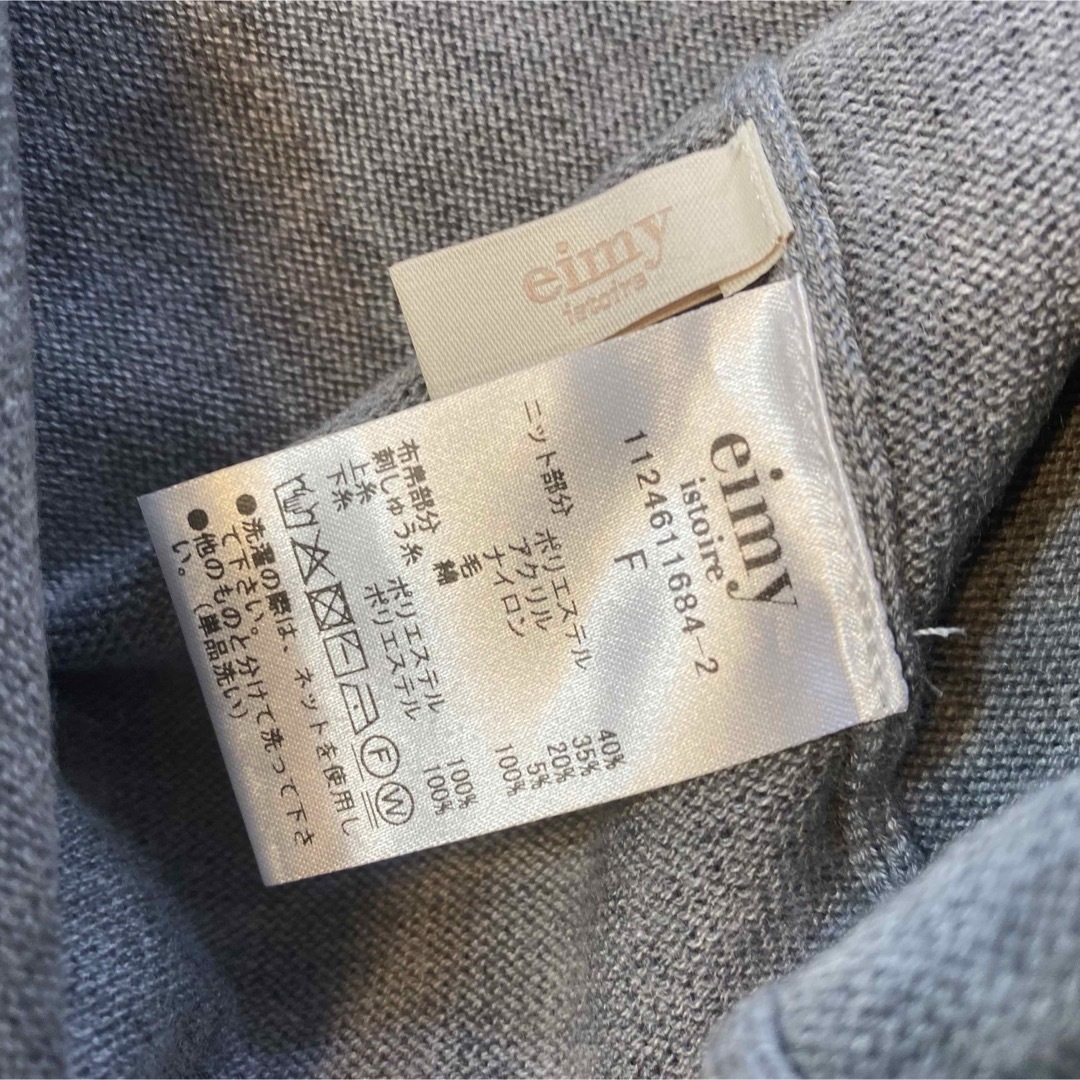 eimy
istoire
eimy
istoire
1124611684-2
F
ニット部分 ポリエステル 40%
アクリル 35%
ナイロン 20%
毛 5%
布帛部分 綿 100%
刺しゅう糸
上糸 ポリエステル 100%
下糸 ポリエステル 100%
F W
●洗濯の際は、ネットを使用し
て下さい。
●他のものと分けて洗って下さ
い。(単品洗い)